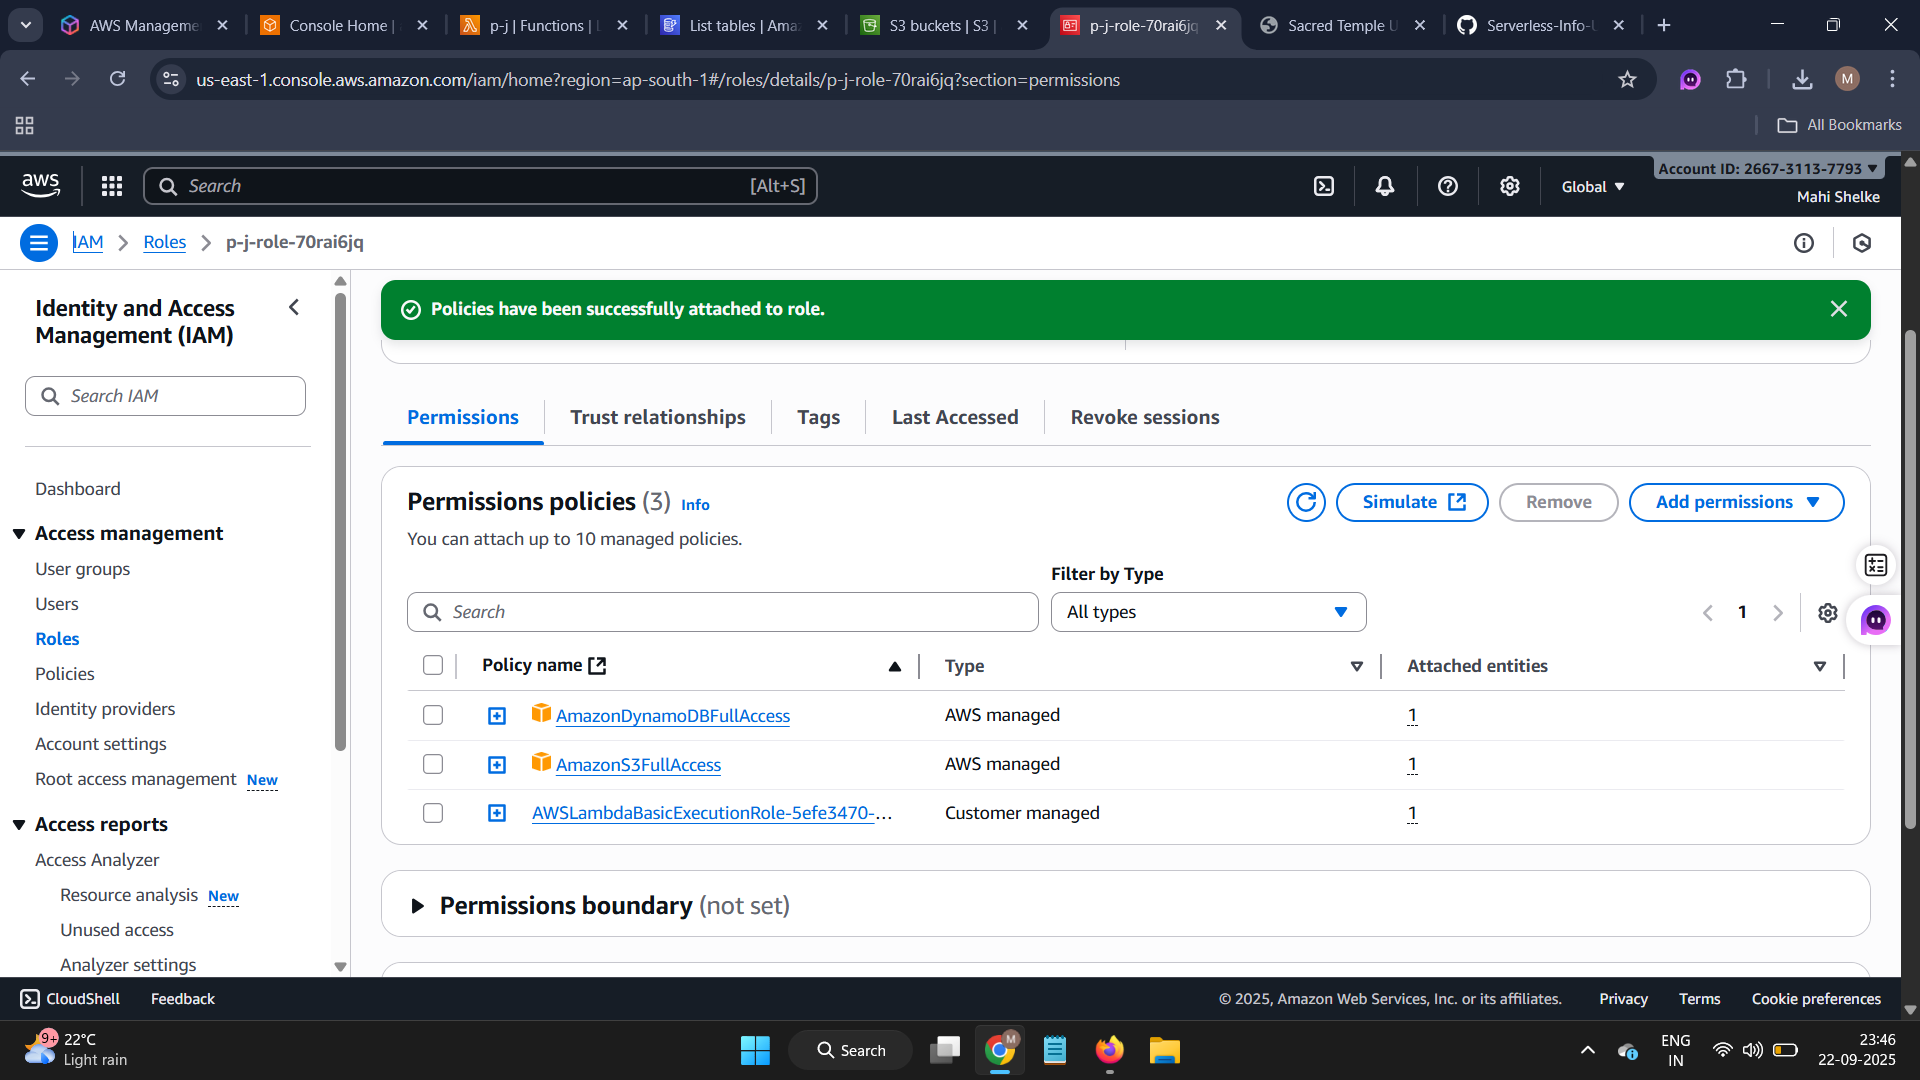 AWS Manageme
Console Home |
p-j | Functions |
List tables | Ama
S3 buckets | S3 |
p-j-role-70rai6jq
Sacred Temple U
Serverless-Info-U
us-east-1.console.aws.amazon.com/iam/home?region=ap-south-1#/roles/details/p-j-role-70rai6jq?section=permissions
M
All Bookmarks
aws
Search
[Alt+S]
Global
Account ID: 2667-3113-7793
Mahi Shelke
IAM
Roles
p-j-role-70rai6jq
Identity and Access
Management (IAM)
Search IAM
Dashboard
Access management
User groups
Users
Roles
Policies
Identity providers
Account settings
Root access management New
Access reports
Access Analyzer
Resource analysis New
Unused access
Analyzer settings
Policies have been successfully attached to role.
Permissions
Trust relationships
Tags
Last Accessed
Revoke sessions
Permissions policies (3) Info
Simulate
Remove
Add permissions
You can attach up to 10 managed policies.
Filter by Type
Search
All types
1
Policy name
Type
Attached entities
AmazonDynamoDBFullAccess
AWS managed
1
AmazonS3FullAccess
AWS managed
1
AWSLambdaBasicExecutionRole-5efe3470-...
Customer managed
1
Permissions boundary (not set)
CloudShell
Feedback
© 2025, Amazon Web Services, Inc. or its affiliates.
Privacy
Terms
Cookie preferences
9+
22°C
Light rain
Search
M
ENG
IN
23:46
22-09-2025